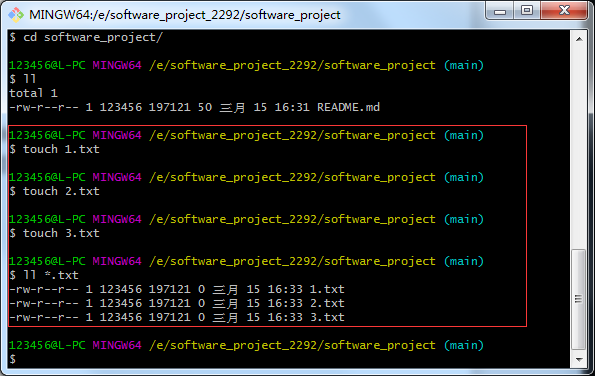 MINGW64:/e/software_project_2292/software_project
$ cd software_project/
123456@L-PC MINGW64 /e/software_project_2292/software_project (main)
$ ll
total 1
-rw-r--r-- 1 123456 197121 50 三月 15 16:31 README.md
123456@L-PC MINGW64 /e/software_project_2292/software_project (main)
$ touch 1.txt
123456@L-PC MINGW64 /e/software_project_2292/software_project (main)
$ touch 2.txt
123456@L-PC MINGW64 /e/software_project_2292/software_project (main)
$ touch 3.txt
123456@L-PC MINGW64 /e/software_project_2292/software_project (main)
$ ll *.txt
-rw-r--r-- 1 123456 197121 0 三月 15 16:33 1.txt
-rw-r--r-- 1 123456 197121 0 三月 15 16:33 2.txt
-rw-r--r-- 1 123456 197121 0 三月 15 16:33 3.txt
123456@L-PC MINGW64 /e/software_project_2292/software_project (main)
$